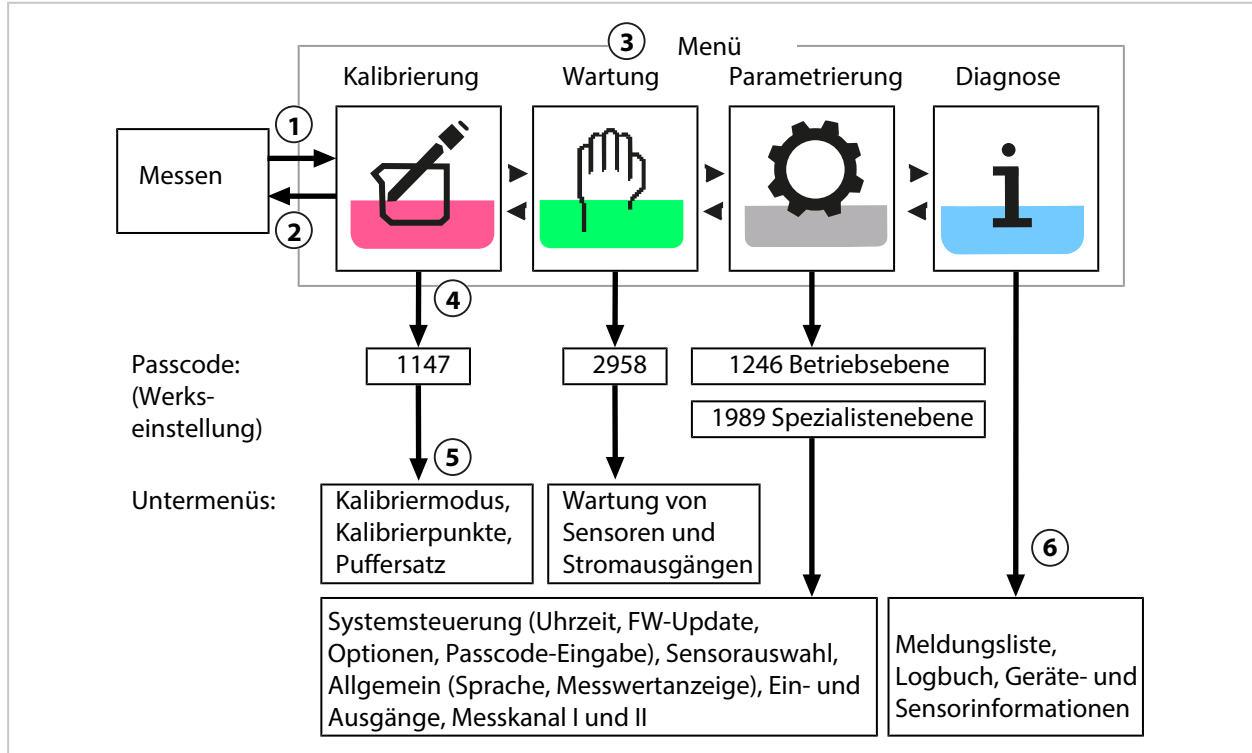 3 Menü
Kalibrierung Wartung Parametrierung Diagnose
1
Messen
2
4
Passcode:
(Werks-
einstellung)
1147
2958
1246 Betriebsebene
1989 Spezialistenebene
5
Untermenüs:
Kalibriermodus,
Kalibrierpunkte,
Puffersatz
Wartung von
Sensoren und
Stromausgängen
6
Systemsteuerung (Uhrzeit, FW-Update,
Optionen, Passcode-Eingabe), Sensorauswahl,
Allgemein (Sprache, Messwertanzeige), Ein- und
Ausgänge, Messkanal I und II
Meldungsliste,
Logbuch, Geräte- und
Sensorinformationen